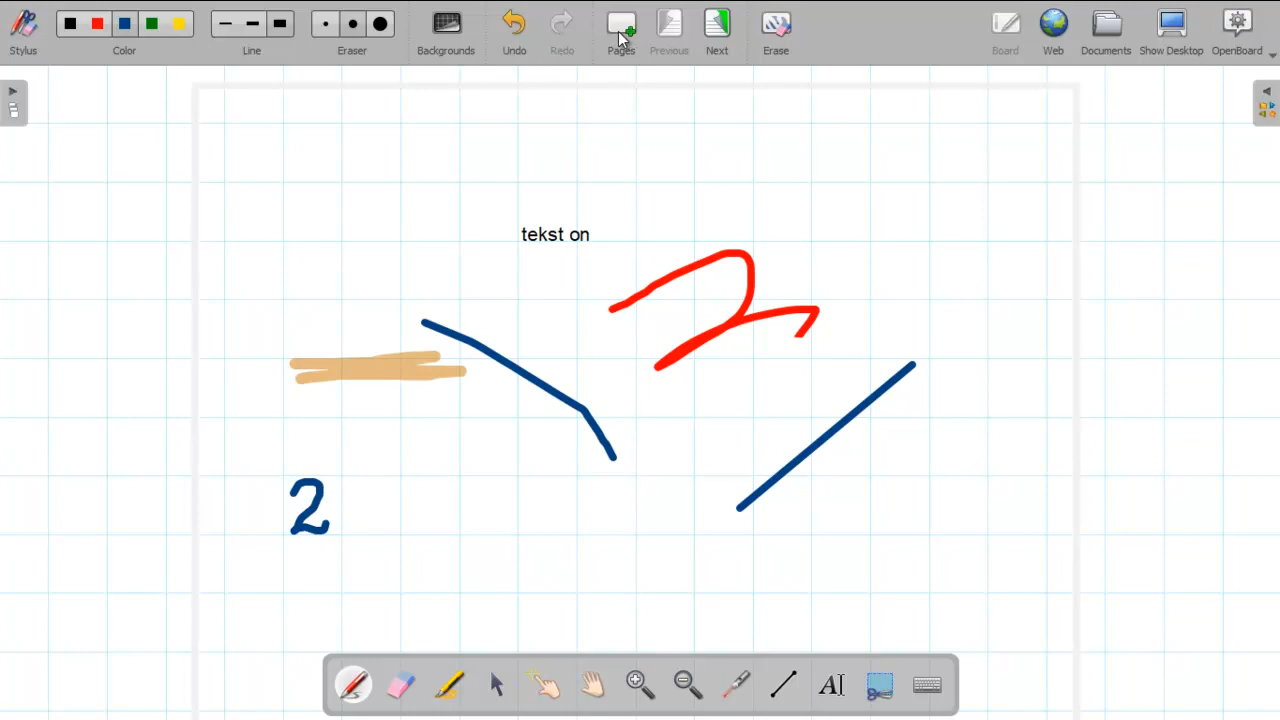 Stylus Color Line Eraser Backgrounds Undo Redo Pages Previous Next Erase Board Web Documents Show Desktop OpenBoard
tekst on
2
AI